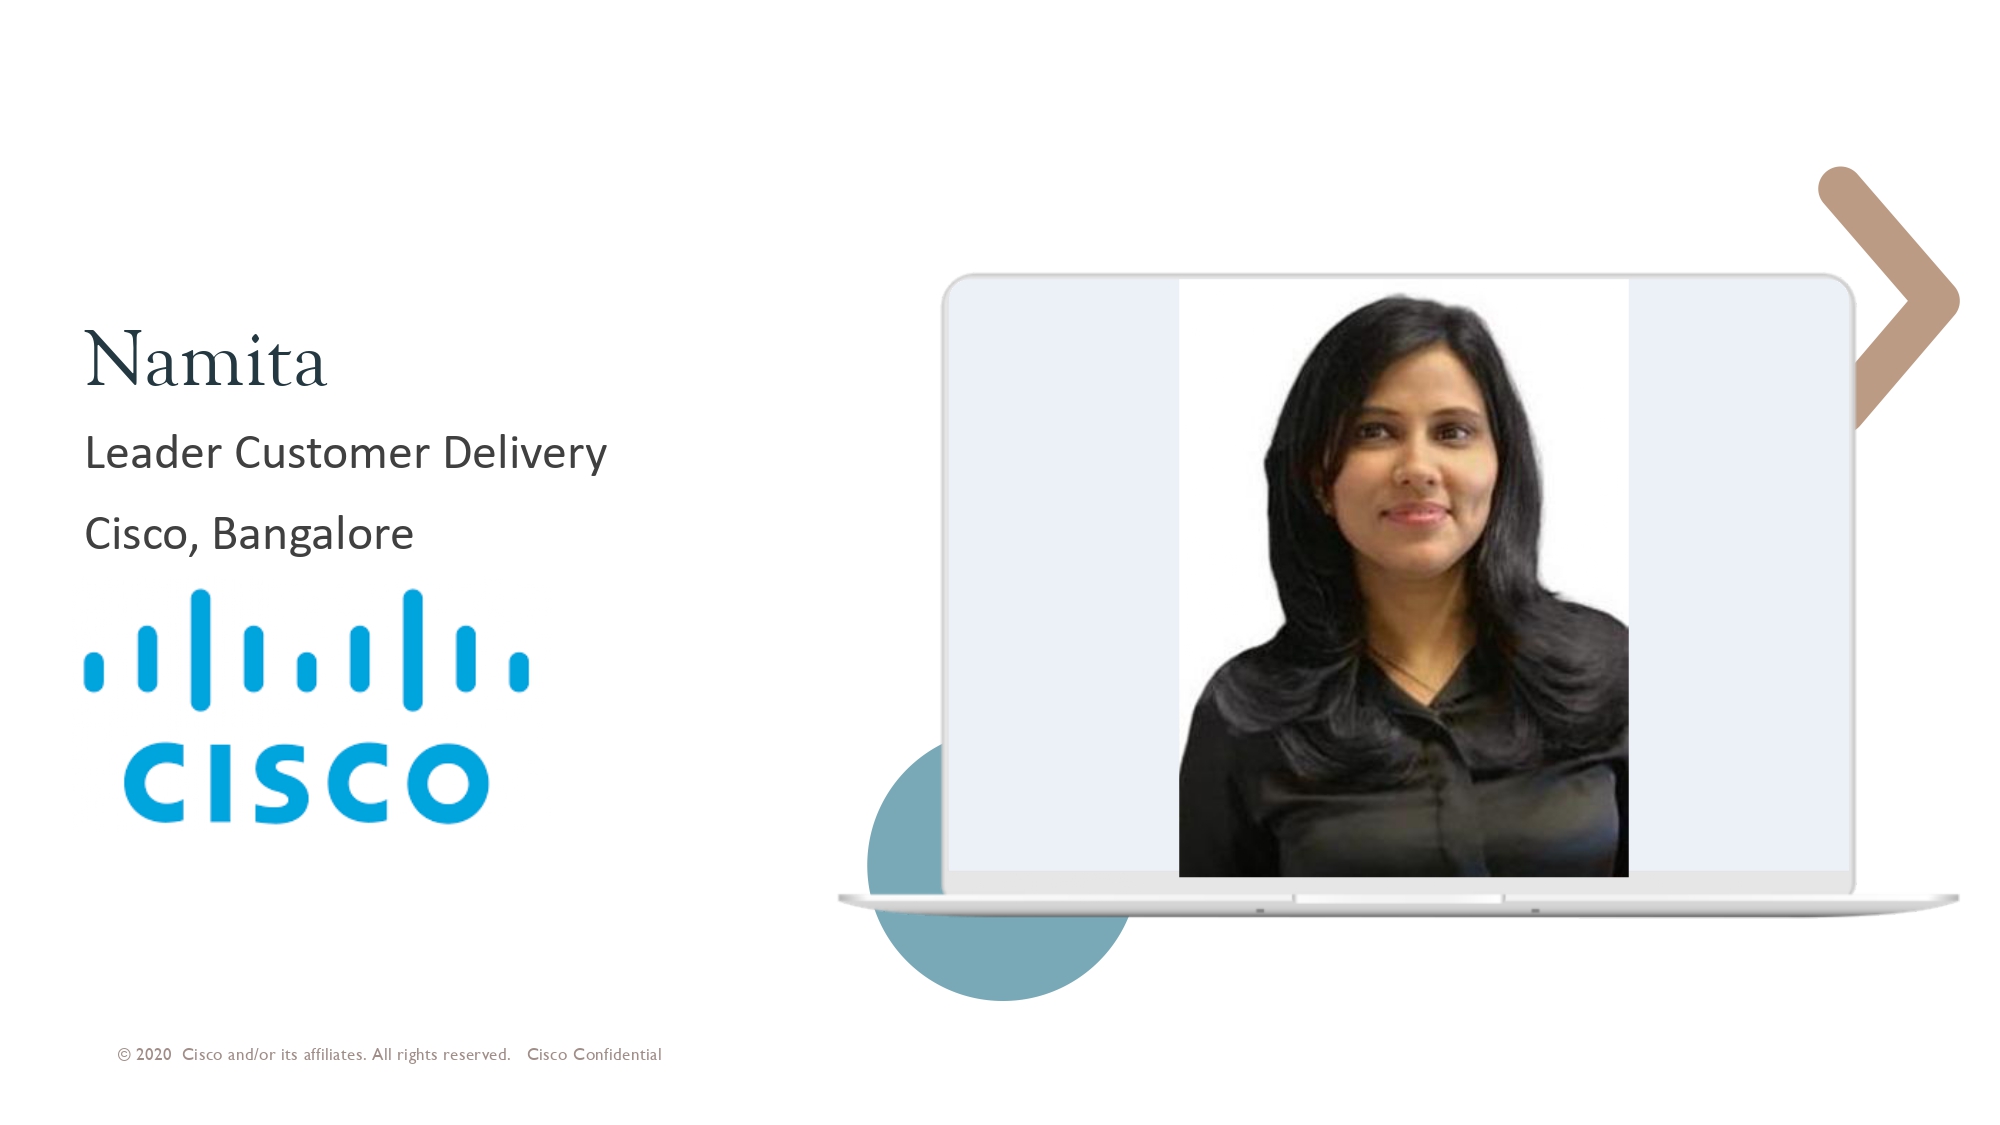 Namita
Leader Customer Delivery
Cisco, Bangalore
CISCO
© 2020 Cisco and/or its affiliates. All rights reserved. Cisco Confidential